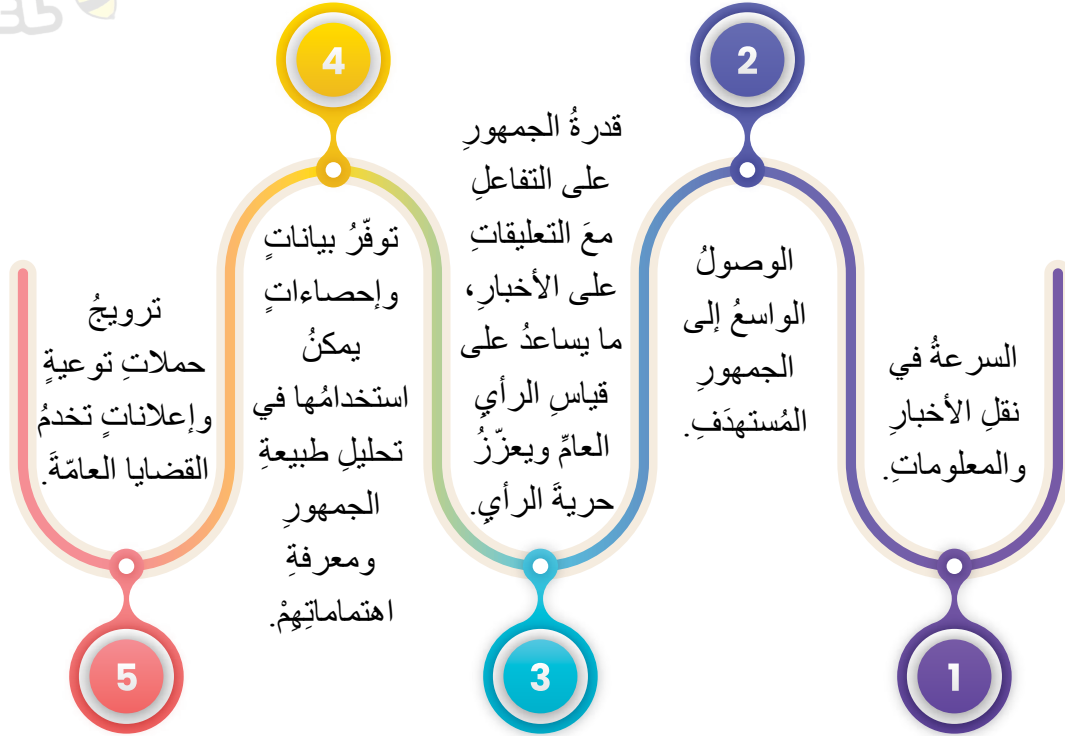 1
السرعةُ في
نقلِ الأخبارِ
والمعلوماتِ.
2
الوصولُ
الواسعُ إلى
الجمهورِ
المُستهدَفِ.
3
قدرةُ الجمهورِ
على التفاعلِ
معَ التعليقاتِ
على الأخبارِ،
ما يساعدُ على
قياسِ الرأيِ
العامِّ ويعزّزُ
حريةَ الرأيِ.
4
توفّرُ بياناتٍ
وإحصاءاتٍ
يمكنُ
استخدامُها في
تحليلِ طبيعةِ
الجمهورِ
ومعرفةِ
اهتماماتِهِمْ.
5
ترويجُ
حملاتِ توعيةٍ
وإعلاناتٍ تخدمُ
القضايا العامّةَ.